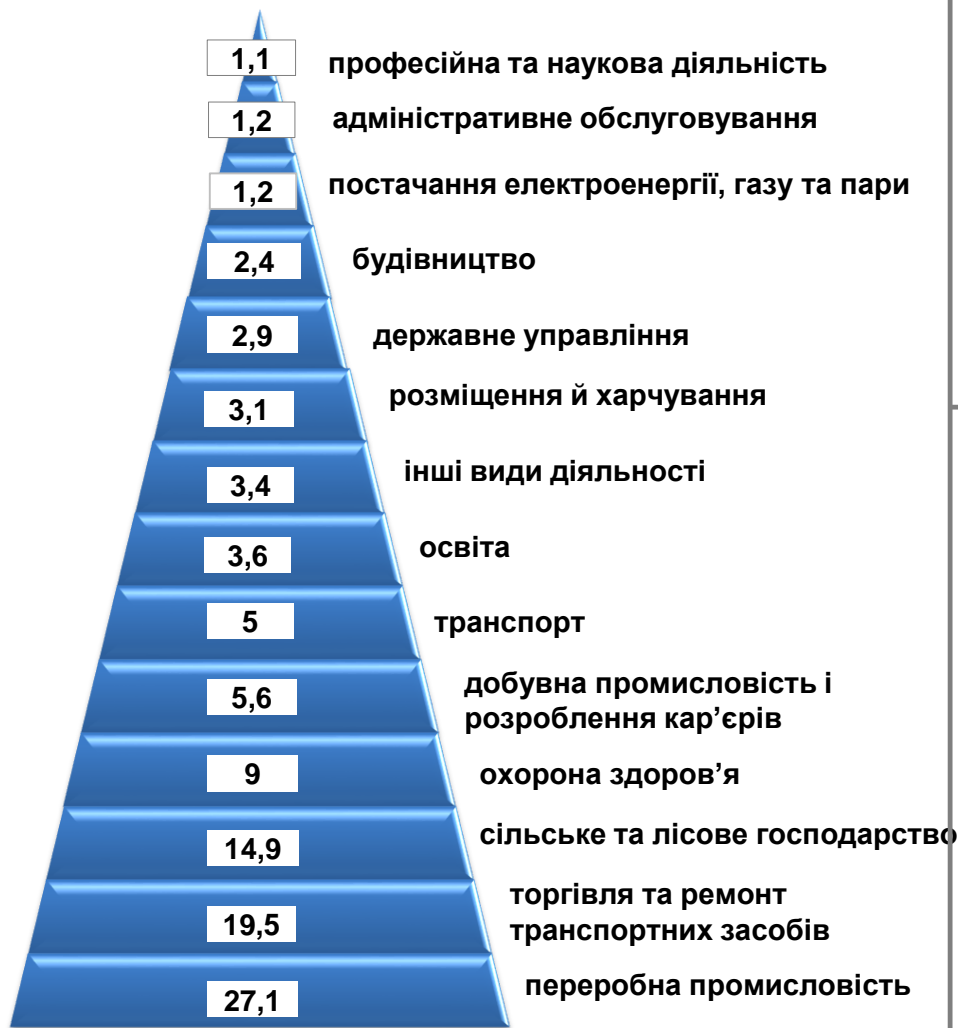 1,1 професійна та наукова діяльність
1,2 адміністративне обслуговування
1,2 постачання електроенергії, газу та пари
2,4 будівництво
2,9 державне управління
3,1 розміщення й харчування
3,4 інші види діяльності
3,6 освіта
5 транспорт
5,6 добувна промисловість і
розроблення кар’єрів
9 охорона здоров’я
14,9 сільське та лісове господарство
19,5 торгівля та ремонт
транспортних засобів
27,1 переробна промисловість